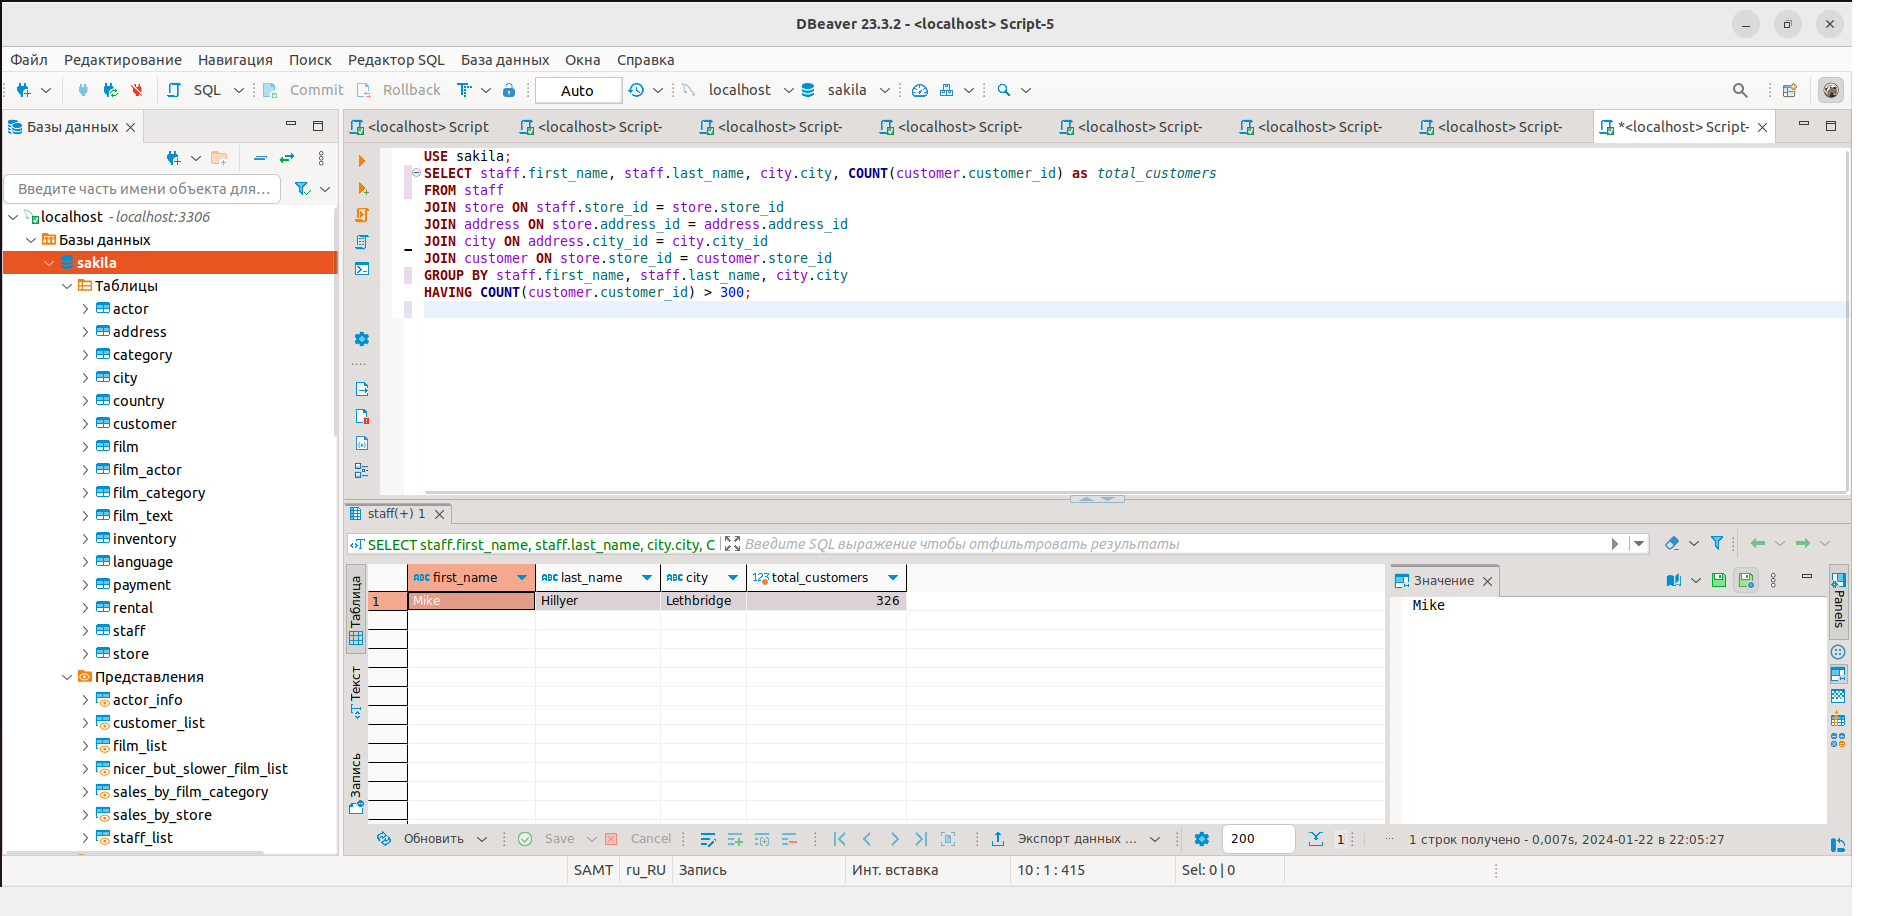 DBeaver 23.3.2 - <localhost> Script-5
Файл Редактирование Навигация Поиск Редактор SQL База данных Окна Справка
SQL Commit Rollback Auto localhost sakila
Базы данных
<localhost> Script <localhost> Script- <localhost> Script- <localhost> Script- <localhost> Script- <localhost> Script- <localhost> Script- *<localhost> Script-
Введите часть имени объекта для...
localhost - localhost:3306
Базы данных
sakila
Таблицы
actor
address
category
city
country
customer
film
film_actor
film_category
film_text
inventory
language
payment
rental
staff
store
Представления
actor_info
customer_list
film_list
nicer_but_slower_film_list
sales_by_film_category
sales_by_store
staff_list
USE sakila;
SELECT staff.first_name, staff.last_name, city.city, COUNT(customer.customer_id) as total_customers
FROM staff
JOIN store ON staff.store_id = store.store_id
JOIN address ON store.address_id = address.address_id
JOIN city ON address.city_id = city.city_id
JOIN customer ON store.store_id = customer.store_id
GROUP BY staff.first_name, staff.last_name, city.city
HAVING COUNT(customer.customer_id) > 300;
staff(+) 1
SELECT staff.first_name, staff.last_name, city.city, C Введите SQL выражение чтобы отфильтровать результаты
Таблица
Текст
Запись
ABC first_name ABC last_name ABC city 123 total_customers
1 Mike Hillyer Lethbridge 326
Значение
Mike
Panels
Обновить Save Cancel Экспорт данных ... 200 1 ... 1 строк получено - 0,007s, 2024-01-22 в 22:05:27
SAMT ru_RU Запись Инт. вставка 10 : 1 : 415 Sel: 0 | 0